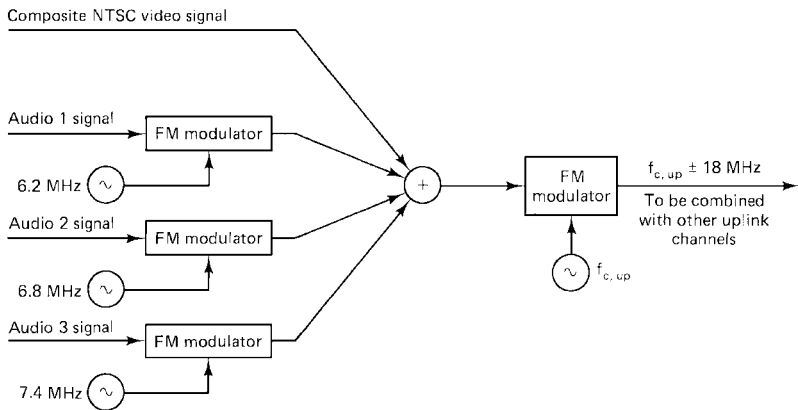 Composite NTSC video signal
Audio 1 signal
FM modulator
6.2 MHz
~
Audio 2 signal
FM modulator
6.8 MHz
~
Audio 3 signal
FM modulator
7.4 MHz
~
+
FM
modulator
~
f_c, up
f_c, up ± 18 MHz
To be combined
with other uplink
channels